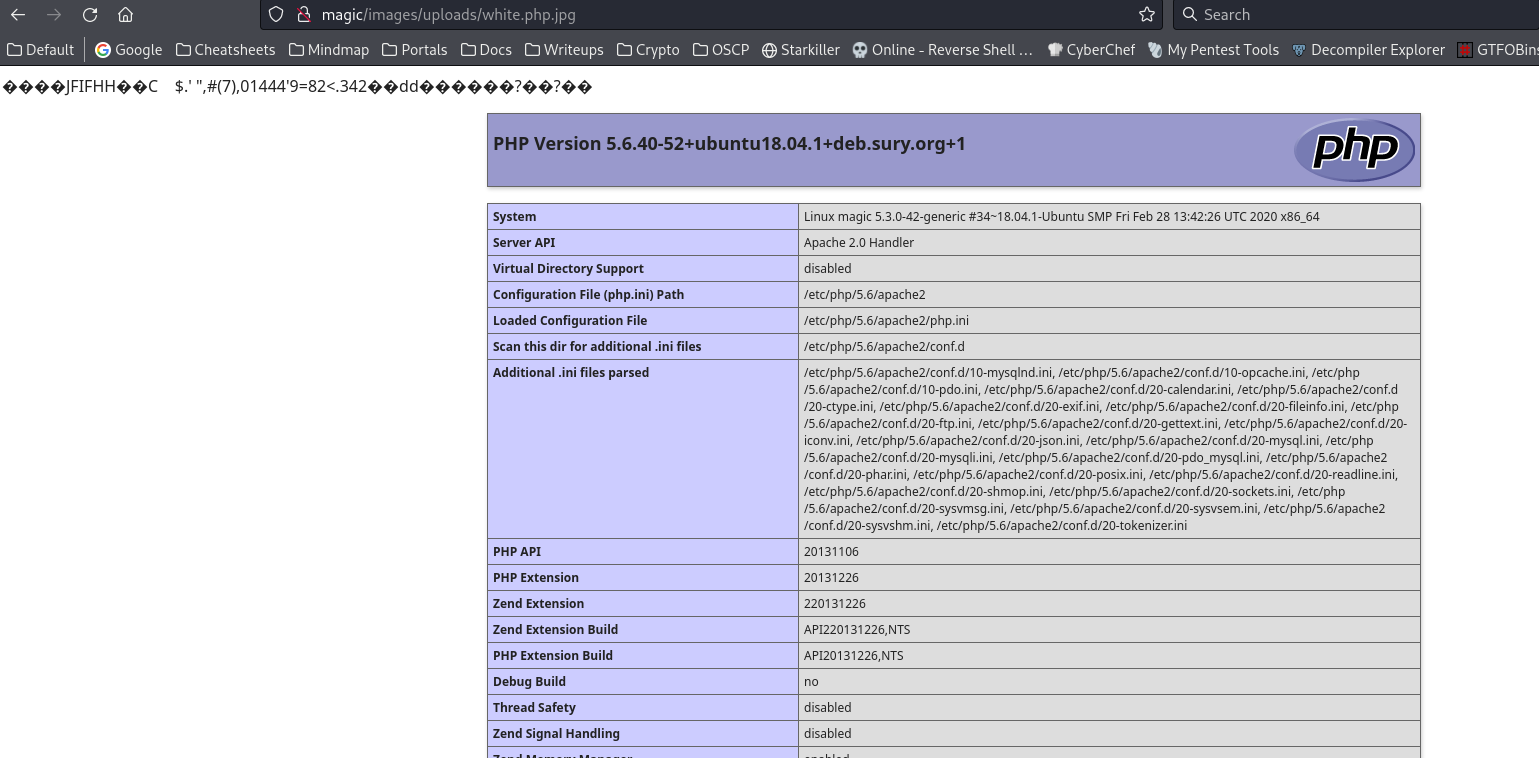 magic/images/uploads/white.php.jpg
Search
Default
Google
Cheatsheets
Mindmap
Portals
Docs
Writeups
Crypto
OSCP
Starkiller
Online - Reverse Shell ...
CyberChef
My Pentest Tools
Decompiler Explorer
GTFOBins
����JFIFHH��C $.' ",#(7),01444'9=82<.342��dd������?��?��
PHP Version 5.6.40-52+ubuntu18.04.1+deb.sury.org+1
php
System
Linux magic 5.3.0-42-generic #34~18.04.1-Ubuntu SMP Fri Feb 28 13:42:26 UTC 2020 x86_64
Server API
Apache 2.0 Handler
Virtual Directory Support
disabled
Configuration File (php.ini) Path
/etc/php/5.6/apache2
Loaded Configuration File
/etc/php/5.6/apache2/php.ini
Scan this dir for additional .ini files
/etc/php/5.6/apache2/conf.d
Additional .ini files parsed
/etc/php/5.6/apache2/conf.d/10-mysqlnd.ini, /etc/php/5.6/apache2/conf.d/10-opcache.ini, /etc/php
/5.6/apache2/conf.d/10-pdo.ini, /etc/php/5.6/apache2/conf.d/20-calendar.ini, /etc/php/5.6/apache2/conf.d
/20-ctype.ini, /etc/php/5.6/apache2/conf.d/20-exif.ini, /etc/php/5.6/apache2/conf.d/20-fileinfo.ini, /etc/php
/5.6/apache2/conf.d/20-ftp.ini, /etc/php/5.6/apache2/conf.d/20-gettext.ini, /etc/php/5.6/apache2/conf.d/20-
iconv.ini, /etc/php/5.6/apache2/conf.d/20-json.ini, /etc/php/5.6/apache2/conf.d/20-mysql.ini, /etc/php
/5.6/apache2/conf.d/20-mysqli.ini, /etc/php/5.6/apache2/conf.d/20-pdo_mysql.ini, /etc/php/5.6/apache2
/conf.d/20-phar.ini, /etc/php/5.6/apache2/conf.d/20-posix.ini, /etc/php/5.6/apache2/conf.d/20-readline.ini,
/etc/php/5.6/apache2/conf.d/20-shmop.ini, /etc/php/5.6/apache2/conf.d/20-sockets.ini, /etc/php
/5.6/apache2/conf.d/20-sysvmsg.ini, /etc/php/5.6/apache2/conf.d/20-sysvsem.ini, /etc/php/5.6/apache2
/conf.d/20-sysvshm.ini, /etc/php/5.6/apache2/conf.d/20-tokenizer.ini
PHP API
20131106
PHP Extension
20131226
Zend Extension
220131226
Zend Extension Build
API220131226,NTS
PHP Extension Build
API20131226,NTS
Debug Build
no
Thread Safety
disabled
Zend Signal Handling
disabled